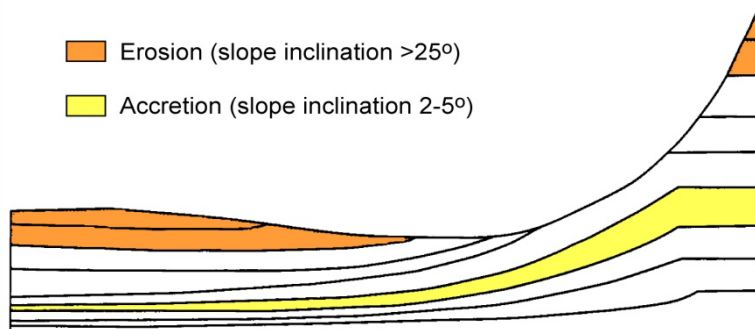 Erosion (slope inclination >25º)
Accretion (slope inclination 2-5º)